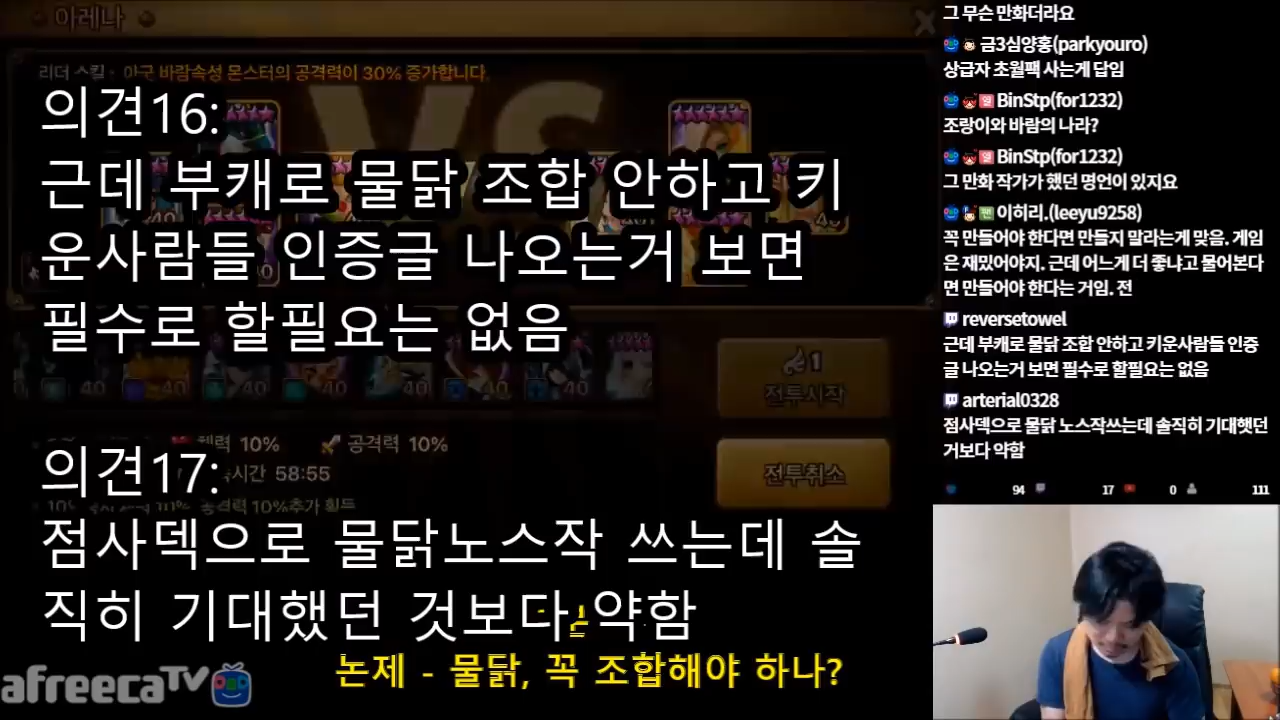 아레나
리더 스킬 : 아군 바람속성 몬스터의 공격력이 30% 증가합니다.
VS
의견16:
근데 부캐로 물닭 조합 안하고 키
운사람들 인증글 나오는거 보면
필수로 할필요는 없음
40
40
40
40
40
40
40
1
전투시작
체력 10%
공격력 10%
58:55
전투취소
의견17:
점사덱으로 물닭노스작 쓰는데 솔
직히 기대했던 것보다 약함
논제 - 물닭, 꼭 조합해야 하나?
afreecaTV
그 무슨 만화더라요
금3심양홍(parkyouro)
상급자 초월팩 사는게 답임
BinStp(for1232)
조랑이와 바람의 나라?
BinStp(for1232)
그 만화 작가가 했던 명언이 있지요
이히리.(leeyu9258)
꼭 만들어야 한다면 만들지 말라는게 맞음. 게임
은 재밌어야지. 근데 어느게 더 좋냐고 물어본다
면 만들어야 한다는 거임. 전
reversetowel
근데 부캐로 물닭 조합 안하고 키운사람들 인증
글 나오는거 보면 필수로 할필요는 없음
arterial0328
점사덱으로 물닭 노스작쓰는데 솔직히 기대햇던
거보다 약함
94 17 0 111